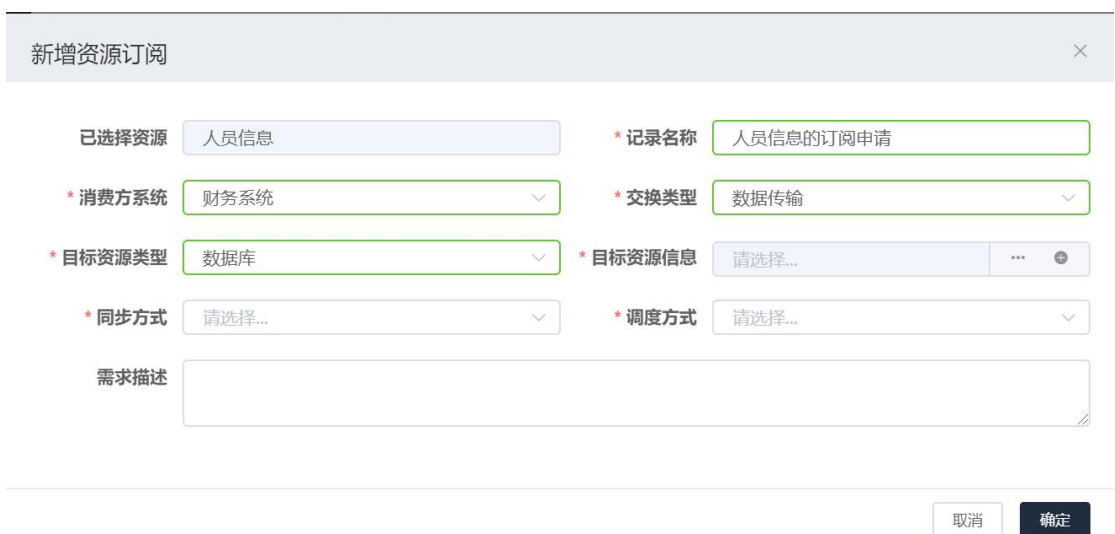 新增资源订阅
已选择资源 人员信息 * 记录名称 人员信息的订阅申请
* 消费方系统 财务系统 * 交换类型 数据传输
* 目标资源类型 数据库 * 目标资源信息 请选择... ...
* 同步方式 请选择... * 调度方式 请选择...
需求描述
取消 确定